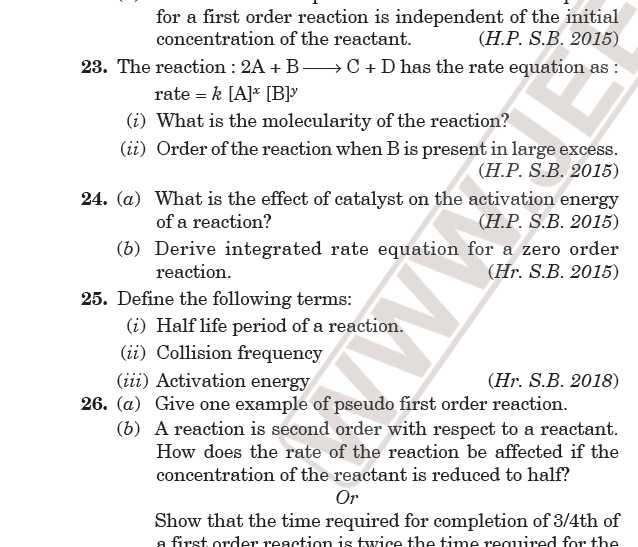 for a first order reaction is independent of the initial
concentration of the reactant. (H.P. S.B. 2015)
23. The reaction : 2A + B ⟶ C + D has the rate equation as :
rate = k [A]ˣ [B]ʸ
(i) What is the molecularity of the reaction?
(ii) Order of the reaction when B is present in large excess.
(H.P. S.B. 2015)
24. (a) What is the effect of catalyst on the activation energy
of a reaction? (H.P. S.B. 2015)
(b) Derive integrated rate equation for a zero order
reaction. (Hr. S.B. 2015)
25. Define the following terms:
(i) Half life period of a reaction.
(ii) Collision frequency
(iii) Activation energy (Hr. S.B. 2018)
26. (a) Give one example of pseudo first order reaction.
(b) A reaction is second order with respect to a reactant.
How does the rate of the reaction be affected if the
concentration of the reactant is reduced to half?
Or
Show that the time required for completion of 3/4th of
a first order reaction is twice the time required for the
WWW.JEE